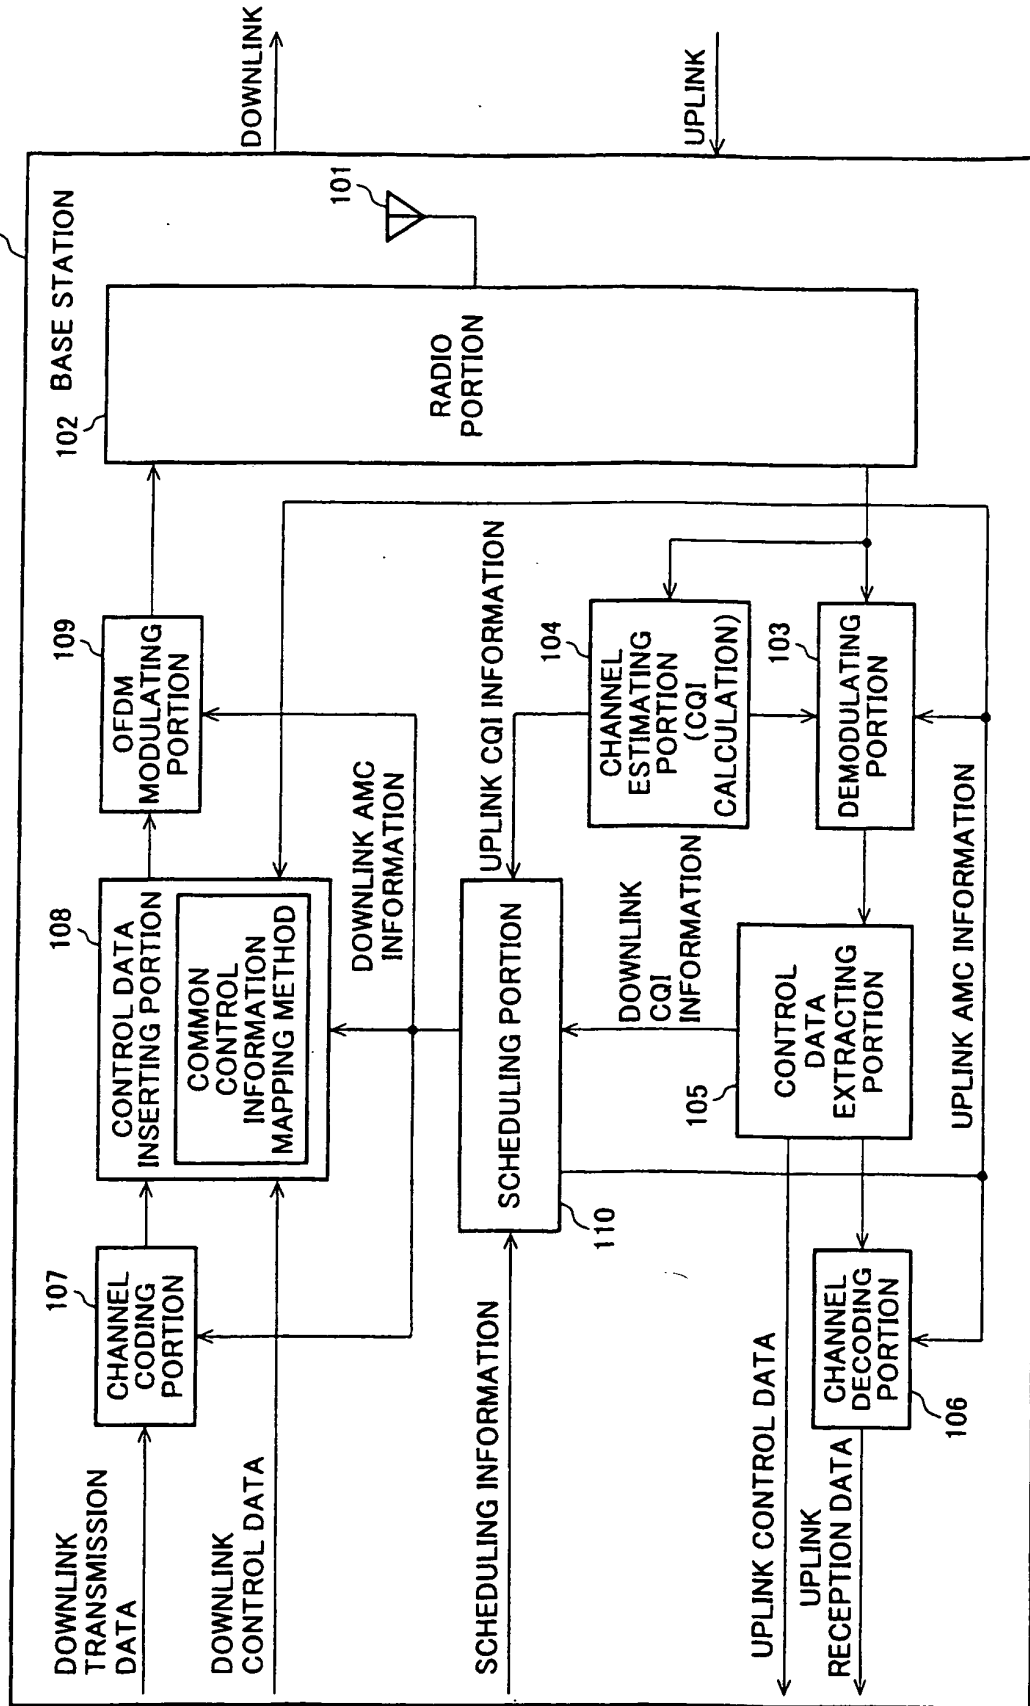 DOWNLINK
UPLINK
BASE STATION
101
102
RADIO
PORTION
109
OFDM
MODULATING
PORTION
108
CONTROL DATA
INSERTING PORTION
COMMON
CONTROL
INFORMATION
MAPPING METHOD
107
CHANNEL
CODING
PORTION
DOWNLINK
TRANSMISSION
DATA
DOWNLINK
CONTROL DATA
DOWNLINK AMC
INFORMATION
UPLINK CQI INFORMATION
SCHEDULING PORTION
110
SCHEDULING INFORMATION
104
CHANNEL
ESTIMATING
PORTION
(CQI
CALCULATION)
103
DEMODULATING
PORTION
DOWNLINK
CQI
INFORMATION
105
CONTROL
DATA
EXTRACTING
PORTION
UPLINK AMC INFORMATION
CHANNEL
DECODING
PORTION
106
UPLINK CONTROL DATA
UPLINK
RECEPTION DATA